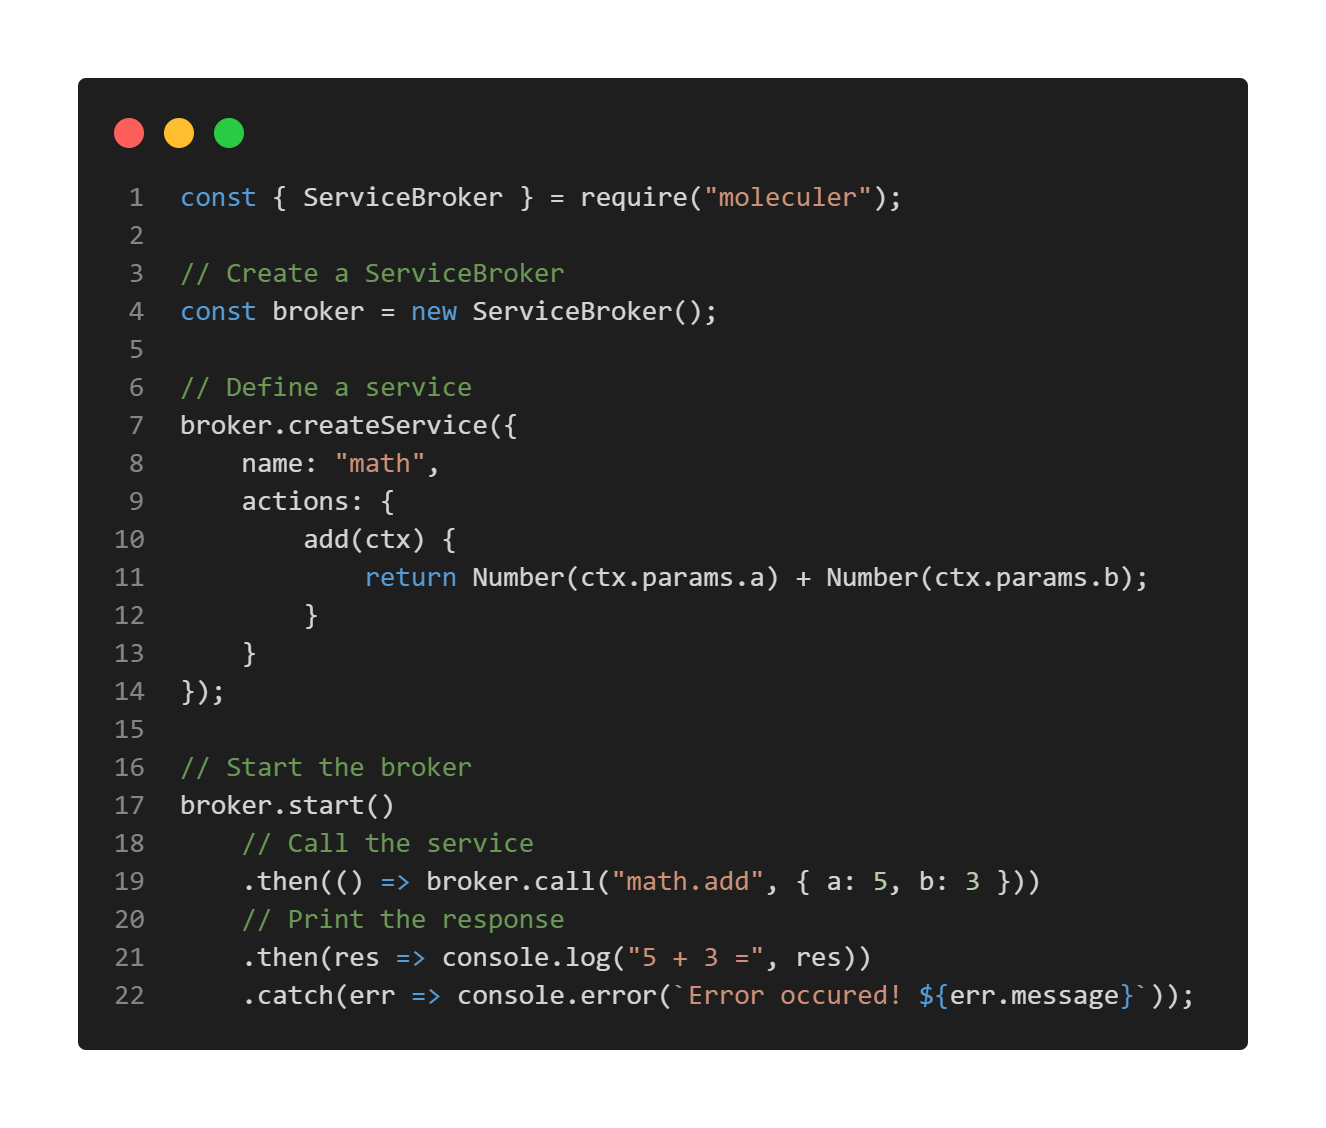 1 const { ServiceBroker } = require("moleculer");
2
3 // Create a ServiceBroker
4 const broker = new ServiceBroker();
5
6 // Define a service
7 broker.createService({
8     name: "math",
9     actions: {
10         add(ctx) {
11             return Number(ctx.params.a) + Number(ctx.params.b);
12         }
13     }
14 });
15
16 // Start the broker
17 broker.start()
18     // Call the service
19     .then(() => broker.call("math.add", { a: 5, b: 3 }))
20     // Print the response
21     .then(res => console.log("5 + 3 =", res))
22     .catch(err => console.error(`Error occured! ${err.message}`));